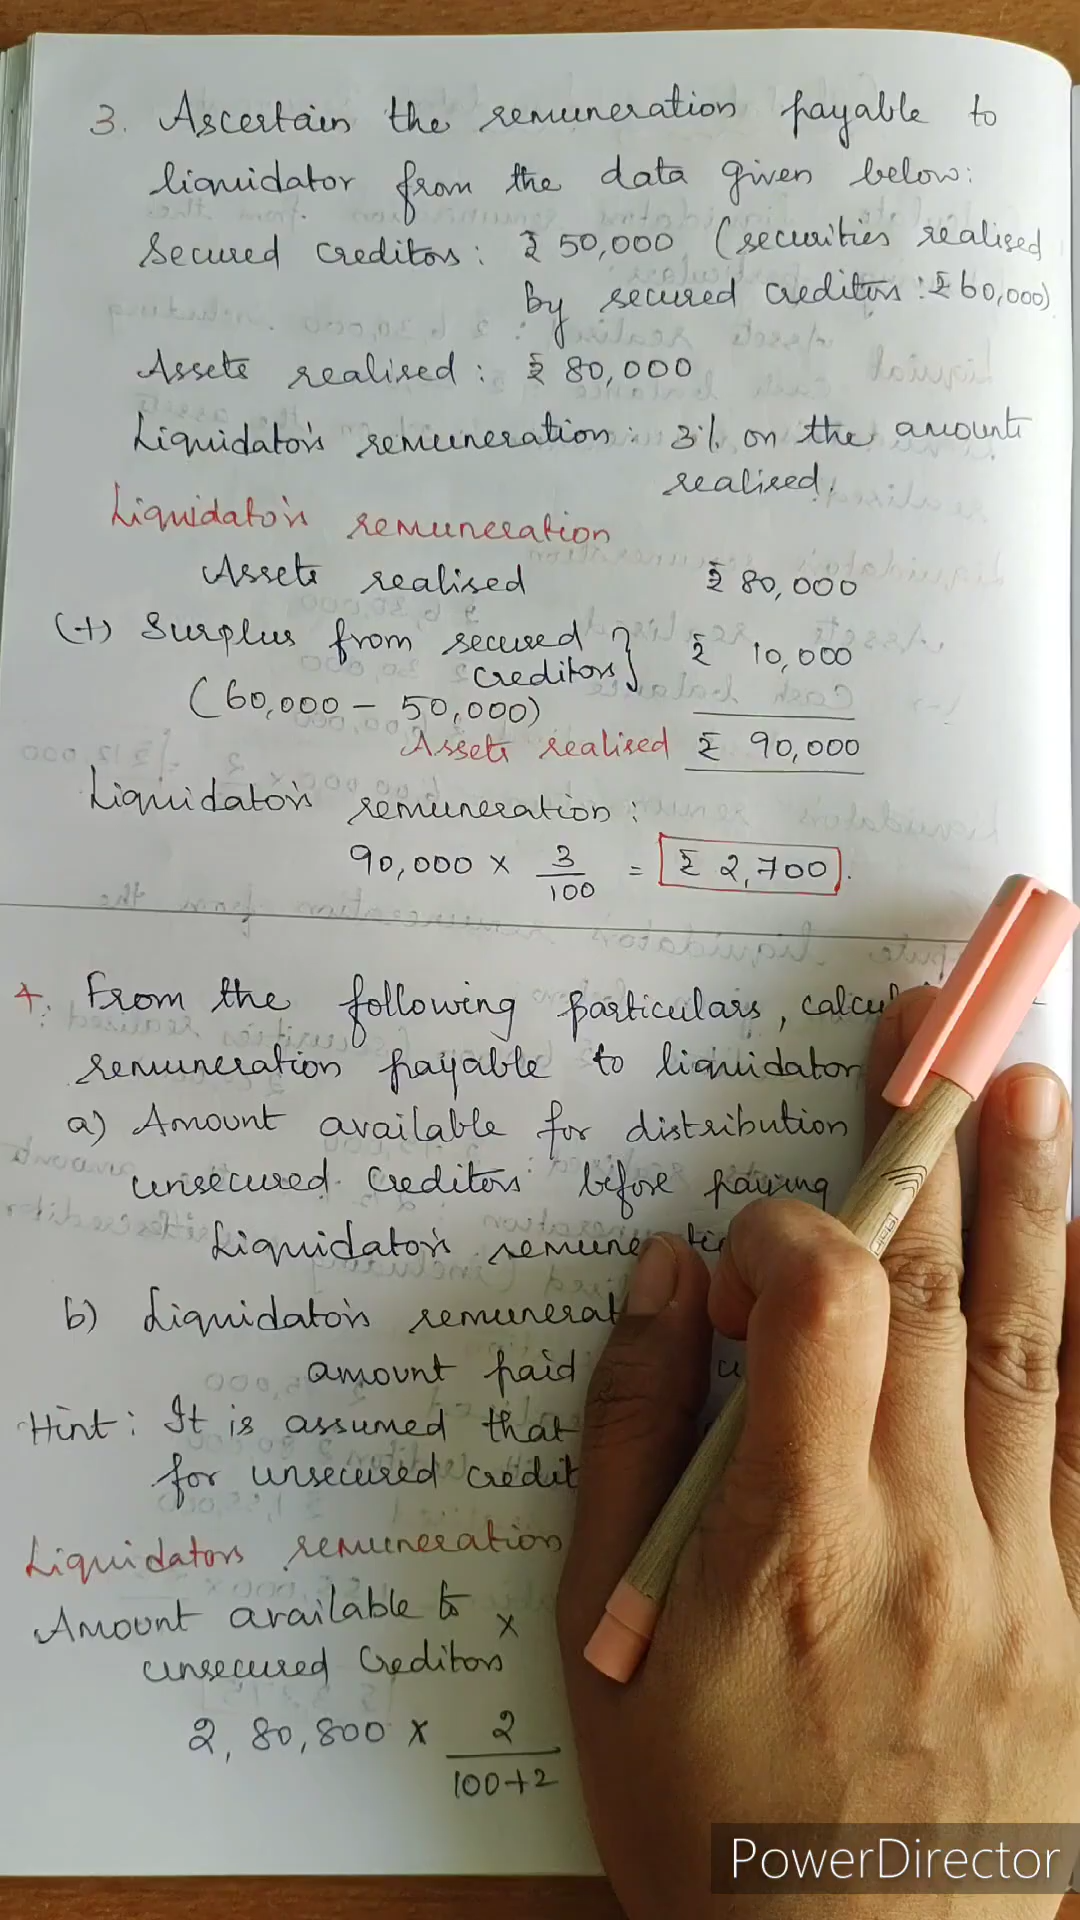 3. Ascertain the remuneration payable to
liquidator from the data given below:
Secured creditors: ₹ 50,000 (securities realised
by secured creditors: ₹ 60,000)
Assets realised: ₹ 80,000
Liquidator's remuneration: 3% on the amount
realised.
Liquidator's remuneration
Assets realised ₹ 80,000
(+) Surplus from secured
creditors} ₹ 10,000
(60,000 - 50,000)
Assets realised ₹ 90,000
Liquidator's remuneration:
90,000 × 3/100 = ₹ 2,700.
4. From the following particulars,
remuneration payable to liquidator
a) Amount available for distribution
unsecured creditors before paying
Liquidator's
b) Liquidator's
amount paid
Hint: It is assumed that
for unsecured
Liquidators remuneration
Amount available to ×
unsecured Creditors
2,80,800 × 2/100+2
PowerDirector